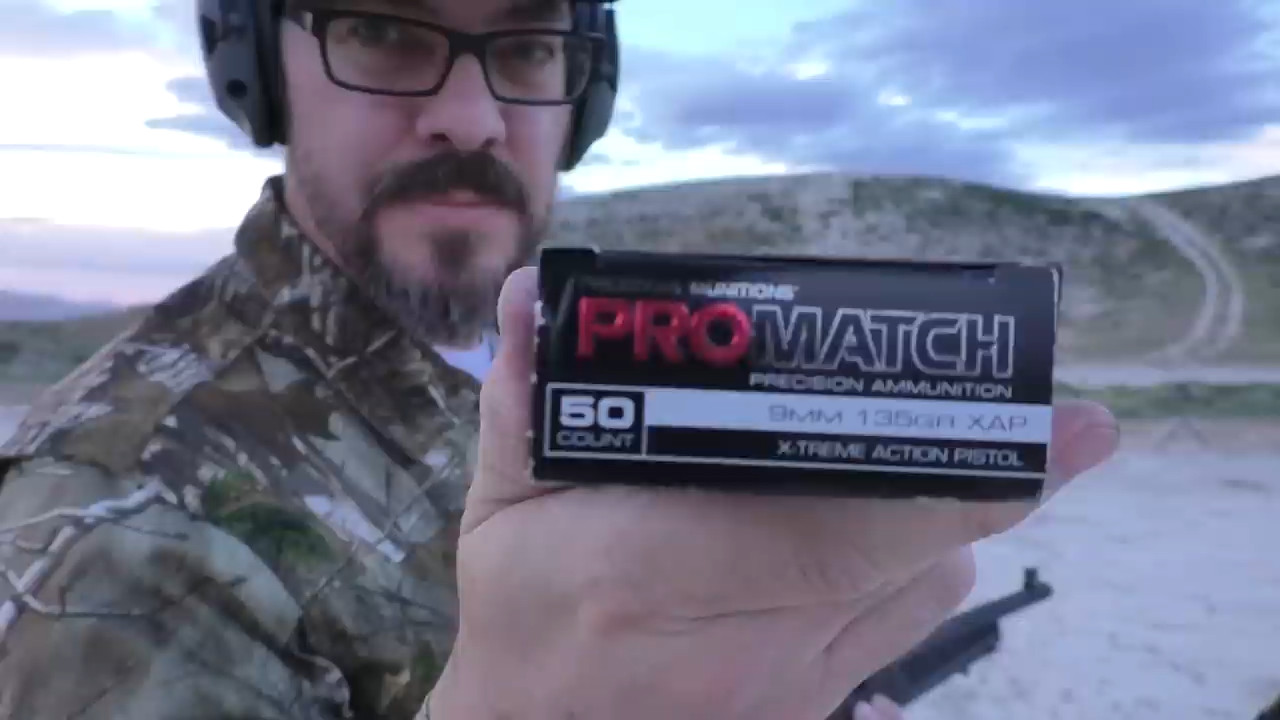 MUNITIONS
PROMATCH
PRECISION AMMUNITION
50
COUNT
9MM 135GR XAP
X-TREME ACTION PISTOL